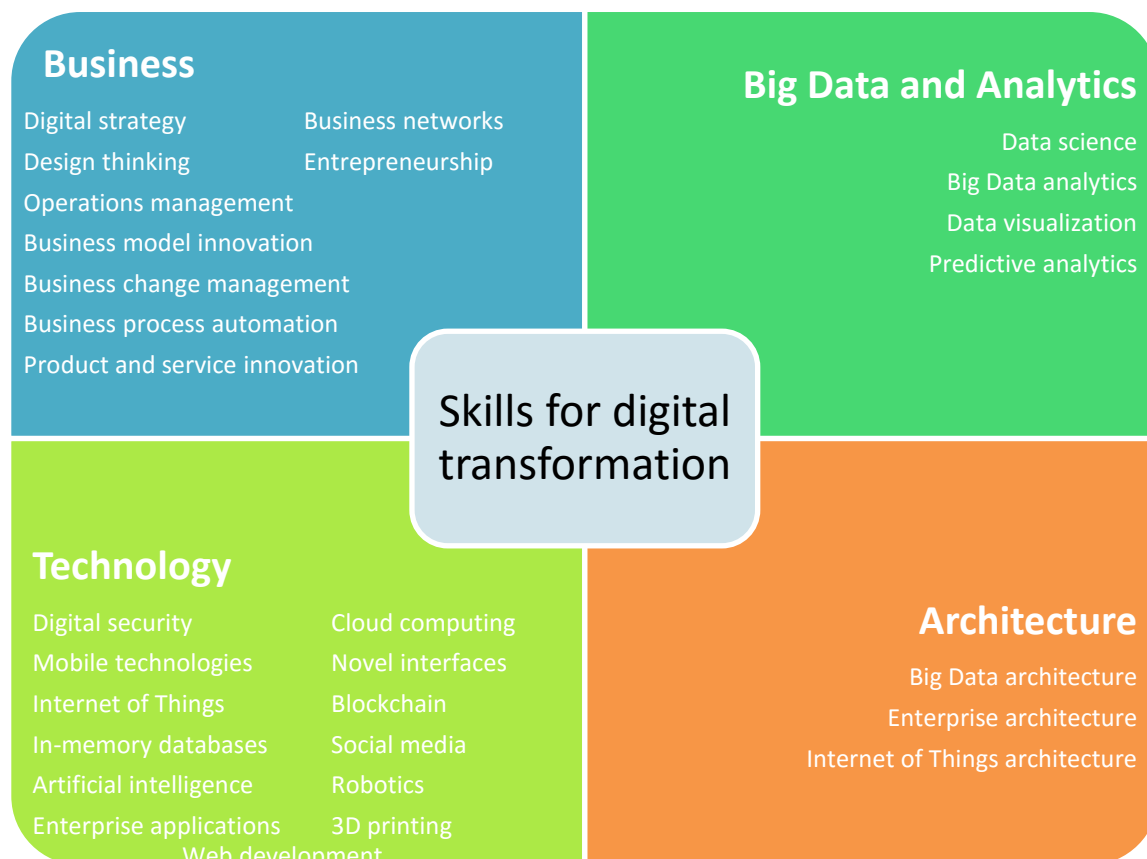 Business
Digital strategy Business networks
Design thinking Entrepreneurship
Operations management
Business model innovation
Business change management
Business process automation
Product and service innovation
Big Data and Analytics
Data science
Big Data analytics
Data visualization
Predictive analytics
Skills for digital
transformation
Technology
Digital security Cloud computing
Mobile technologies Novel interfaces
Internet of Things Blockchain
In-memory databases Social media
Artificial intelligence Robotics
Enterprise applications 3D printing
Web development
Architecture
Big Data architecture
Enterprise architecture
Internet of Things architecture